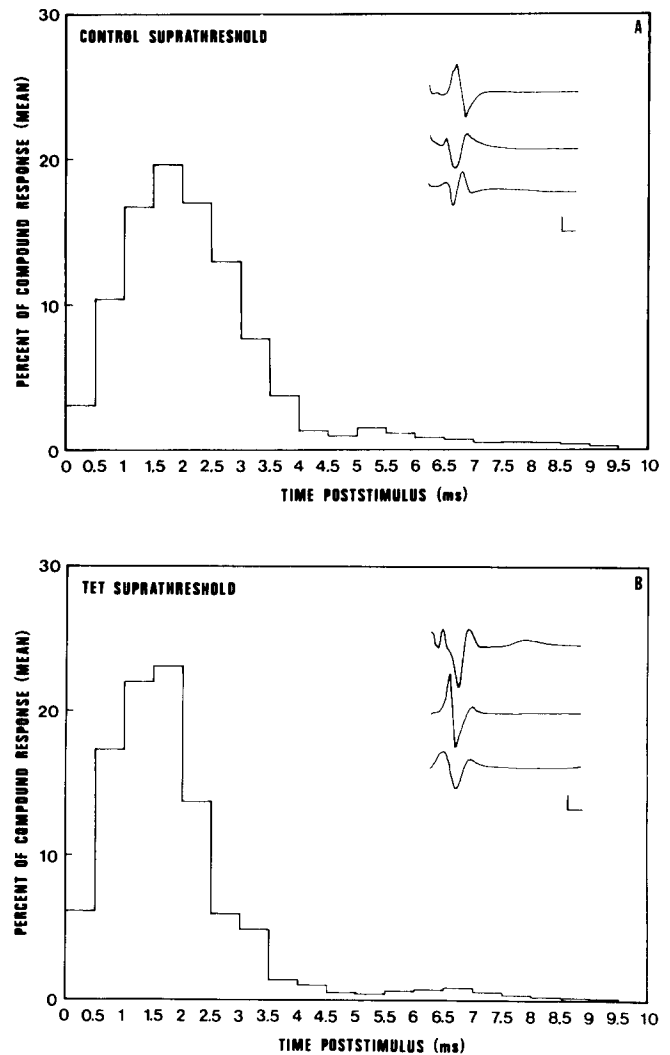 CONTROL SUPRATHRESHOLD
A
PERCENT OF COMPOUND RESPONSE (MEAN)
30
20
10
0
0 0.5 1 1.5 2 2.5 3 3.5 4 4.5 5 5.5 6 6.5 7 7.5 8 8.5 9 9.5 10
TIME POSTSTIMULUS (ms)
TET SUPRATHRESHOLD
B
PERCENT OF COMPOUND RESPONSE (MEAN)
30
20
10
0
0 0.5 1 1.5 2 2.5 3 3.5 4 4.5 5 5.5 6 6.5 7 7.5 8 8.5 9 9.5 10
TIME POSTSTIMULUS (ms)